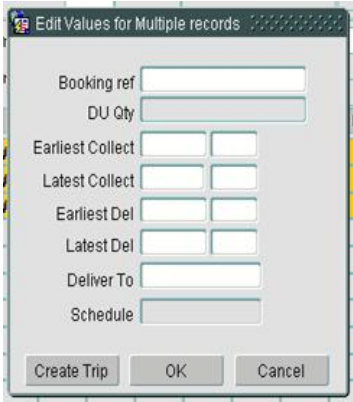 Edit Values for Multiple records
Booking ref
DU Qty
Earliest Collect
Latest Collect
Earliest Del
Latest Del
Deliver To
Schedule
Create Trip OK Cancel